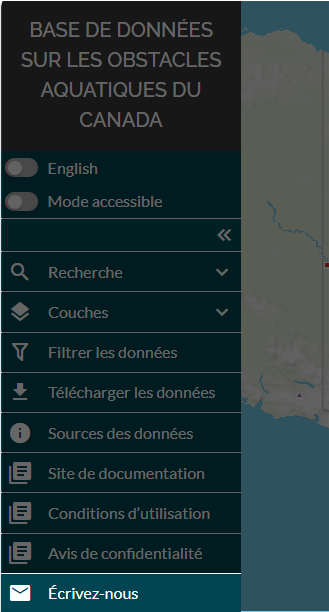 BASE DE DONNÉES
SUR LES OBSTACLES
AQUATIQUES DU
CANADA
English
Mode accessible
Recherche
Couches
Filtrer les données
Télécharger les données
Sources des données
Site de documentation
Conditions d'utilisation
Avis de confidentialité
Écrivez-nous